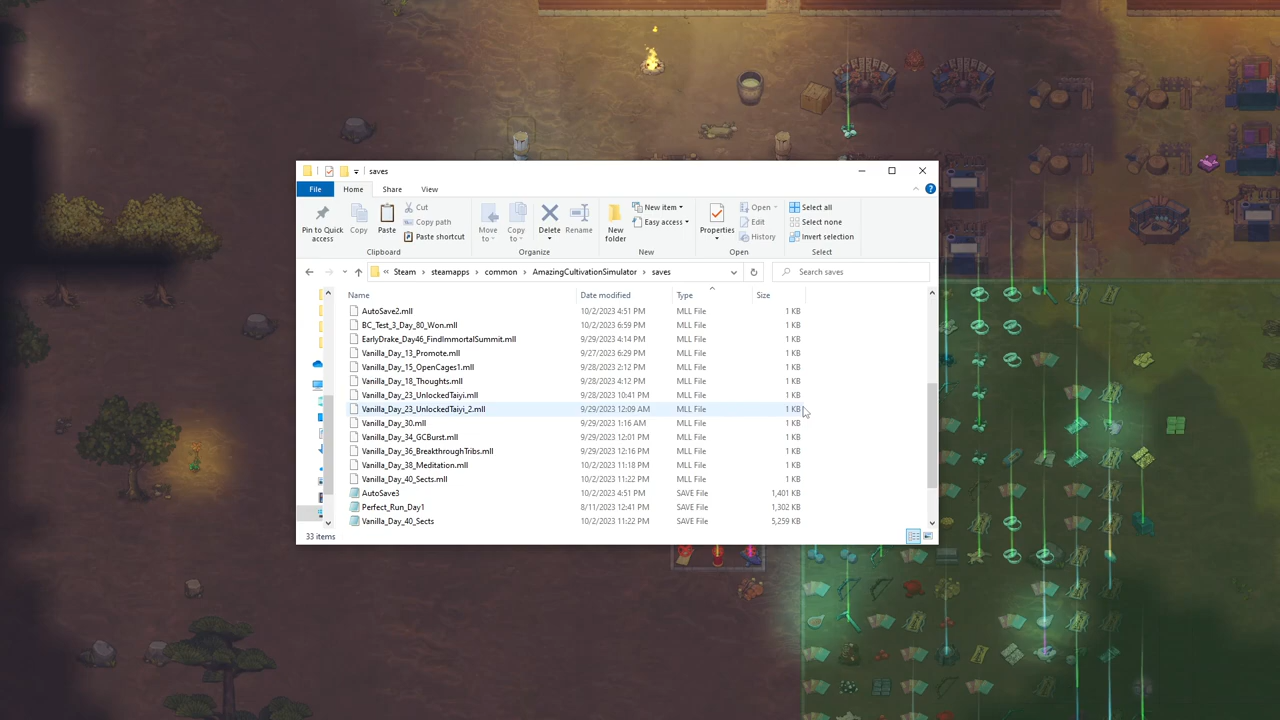 saves
File Home Share View
Pin to Quick access
Copy
Paste
Cut
Copy path
Paste shortcut
Move to
Copy to
Delete
Rename
New folder
New item
Easy access
Properties
Open
Edit
History
Select all
Select none
Invert selection
Clipboard Organize New Open Select
« Steam › steamapps › common › AmazingCultivationSimulator › saves
Search saves
Name Date modified Type Size
AutoSave2.mll 10/2/2023 4:51 PM MLL File 1 KB
BC_Test_3_Day_80_Won.mll 10/2/2023 6:59 PM MLL File 1 KB
EarlyDrake_Day46_FindImmortalSummit.mll 9/29/2023 4:14 PM MLL File 1 KB
Vanilla_Day_13_Promote.mll 9/27/2023 6:29 PM MLL File 1 KB
Vanilla_Day_15_OpenCages1.mll 9/28/2023 2:12 PM MLL File 1 KB
Vanilla_Day_18_Thoughts.mll 9/28/2023 4:12 PM MLL File 1 KB
Vanilla_Day_23_UnlockedTaiyi.mll 9/28/2023 10:41 PM MLL File 1 KB
Vanilla_Day_23_UnlockedTaiyi_2.mll 9/29/2023 12:09 AM MLL File 1 KB
Vanilla_Day_30.mll 9/29/2023 1:16 AM MLL File 1 KB
Vanilla_Day_34_GCBurst.mll 9/29/2023 12:01 PM MLL File 1 KB
Vanilla_Day_36_BreakthroughTribs.mll 9/29/2023 12:16 PM MLL File 1 KB
Vanilla_Day_38_Meditation.mll 10/2/2023 11:18 PM MLL File 1 KB
Vanilla_Day_40_Sects.mll 10/2/2023 11:22 PM MLL File 1 KB
AutoSave3 10/2/2023 4:51 PM SAVE File 1,401 KB
Perfect_Run_Day1 8/11/2023 12:41 PM SAVE File 1,302 KB
Vanilla_Day_40_Sects 10/2/2023 11:22 PM SAVE File 5,259 KB
33 items